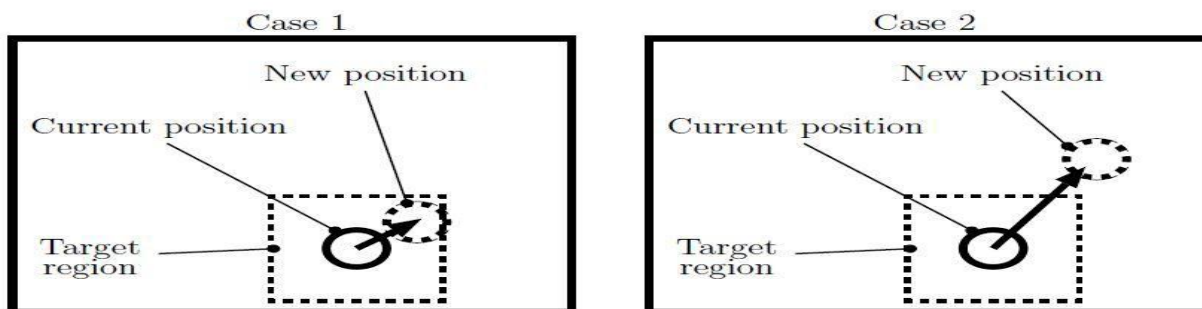 Case 1
New position
Current position
Target
region
Case 2
New position
Current position
Target
region